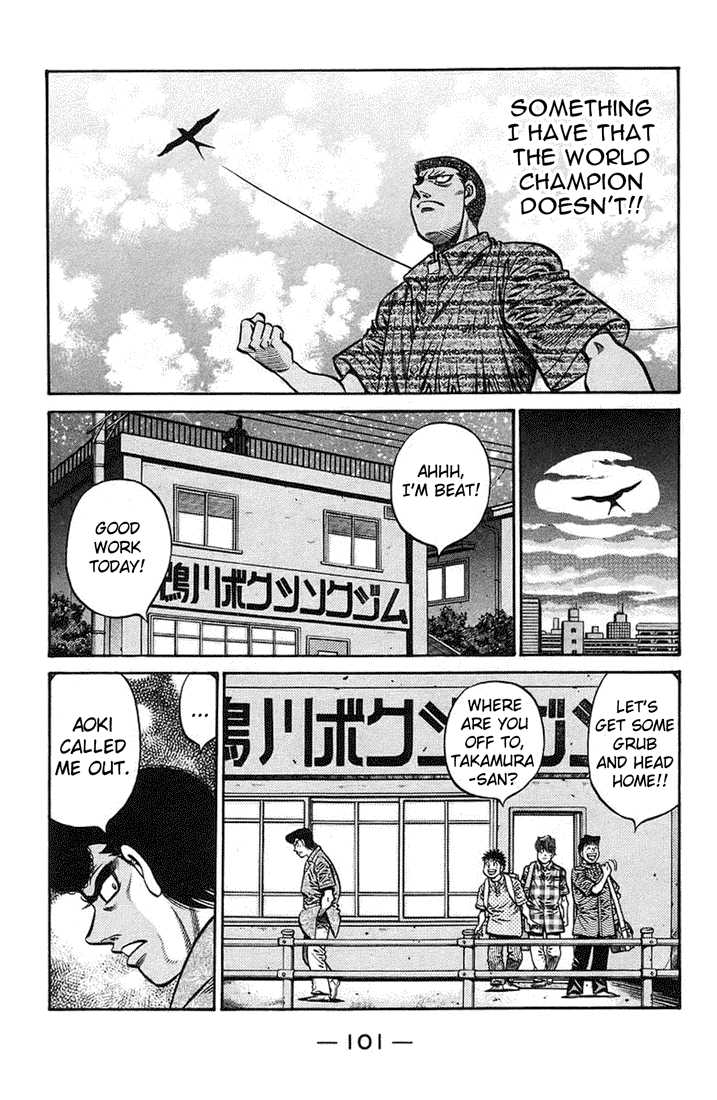 SOMETHING
I HAVE THAT
THE WORLD
CHAMPION
DOESN'T!!
AHHH,
I'M BEAT!
GOOD
WORK
TODAY!
鴨川ボクシングジム
LET'S
GET SOME
GRUB
AND HEAD
HOME!!
WHERE
ARE YOU
OFF TO,
TAKAMURA
-SAN?
鴨川ボクシングジ
...
AOKI
CALLED
ME OUT.
— 101 —